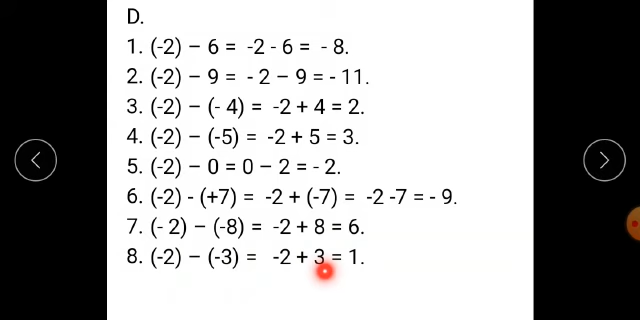 D.
1. (-2) – 6 = -2 - 6 = - 8.
2. (-2) – 9 = - 2 – 9 = - 11.
3. (-2) – (- 4) = -2 + 4 = 2.
4. (-2) – (-5) = -2 + 5 = 3.
5. (-2) – 0 = 0 – 2 = - 2.
6. (-2) - (+7) = -2 + (-7) = -2 -7 = - 9.
7. (- 2) – (-8) = -2 + 8 = 6.
8. (-2) – (-3) = -2 + 3 = 1.